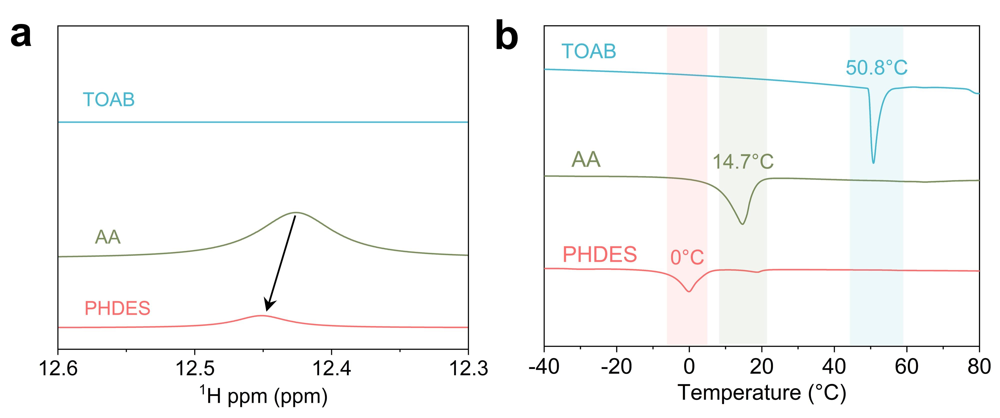 a
TOAB
AA
PHDES
12.6 12.5 12.4 12.3
¹H ppm (ppm)
b
TOAB
50.8°C
AA
14.7°C
PHDES
0°C
-40 -20 0 20 40 60 80
Temperature (°C)